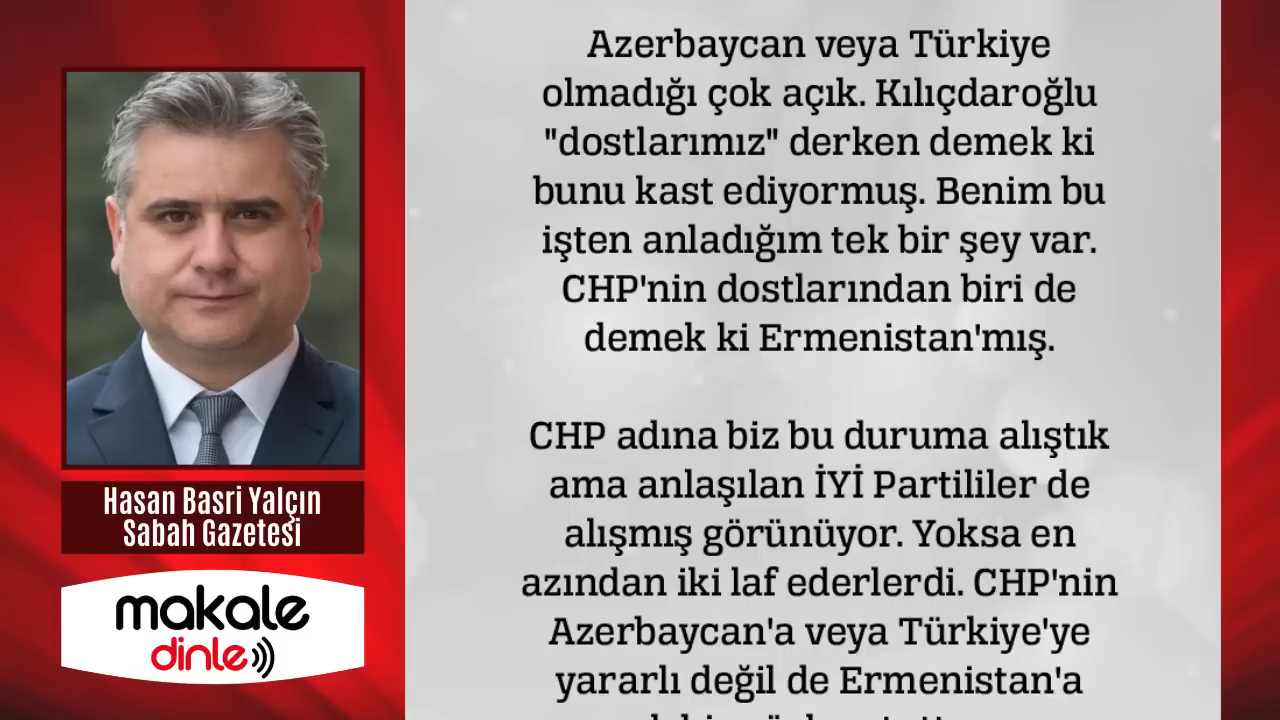 Azerbaycan veya Türkiye
olmadığı çok açık. Kılıçdaroğlu
"dostlarımız" derken demek ki
bunu kast ediyormuş. Benim bu
işten anladığım tek bir şey var.
CHP'nin dostlarından biri de
demek ki Ermenistan'mış.
CHP adına biz bu duruma alıştık
ama anlaşılan İYİ Partililer de
alışmış görünüyor. Yoksa en
azından iki laf ederlerdi. CHP'nin
Azerbaycan'a veya Türkiye'ye
yararlı değil de Ermenistan'a
Hasan Basri Yalçın
Sabah Gazetesi
makale
dinle